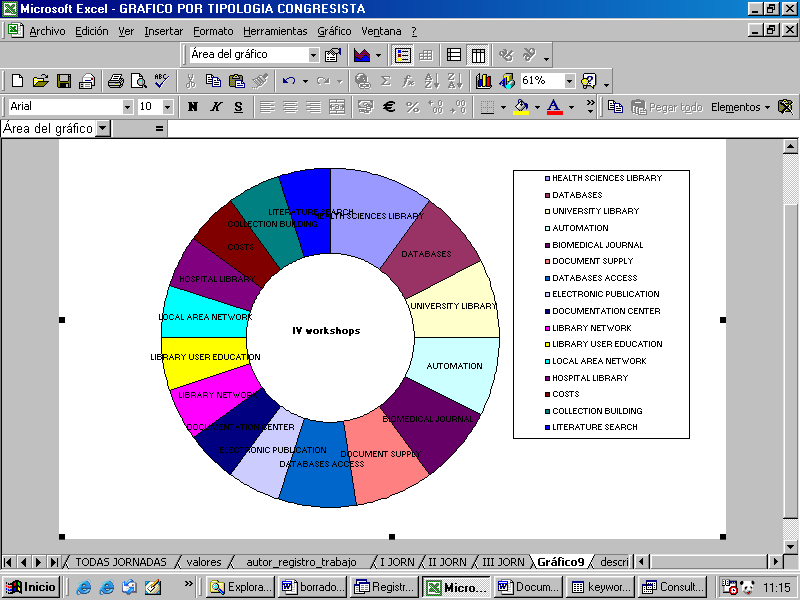 Microsoft Excel - GRAFICO POR TIPOLOGIA CONGRESISTA
Archivo Edición Ver Insertar Formato Herramientas Gráfico Ventana ?
Área del gráfico
61%
Arial 10 N K S € % Pegar todo Elementos
Área del gráfico =
LITERATURE SEARCH
HEALTH SCIENCES LIBRARY
COLLECTION BUILDING
COSTS
DATABASES
HOSPITAL LIBRARY
UNIVERSITY LIBRARY
LOCAL AREA NETWORK
IV workshops
LIBRARY USER EDUCATION
AUTOMATION
LIBRARY NETWORK
BIOMEDICAL JOURNAL
DOCUMENTATION CENTER
ELECTRONIC PUBLICATION
DOCUMENT SUPPLY
DATABASES ACCESS
HEALTH SCIENCES LIBRARY
DATABASES
UNIVERSITY LIBRARY
AUTOMATION
BIOMEDICAL JOURNAL
DOCUMENT SUPPLY
DATABASES ACCESS
ELECTRONIC PUBLICATION
DOCUMENTATION CENTER
LIBRARY NETWORK
LIBRARY USER EDUCATION
LOCAL AREA NETWORK
HOSPITAL LIBRARY
COSTS
COLLECTION BUILDING
LITERATURE SEARCH
TODAS JORNADAS valores autor_registro_trabajo I JORN II JORN III JORN Gráfico9 descri
Inicio Explora... borrado... Registr... Micro... Docum... keywor... Consult... 11:15